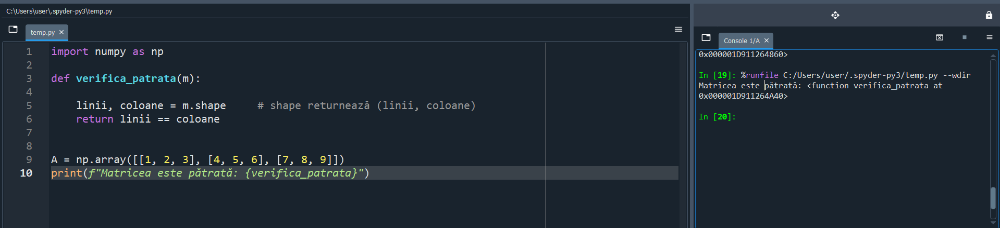 C:\Users\user\.spyder-py3\temp.py
temp.py
1 import numpy as np
2
3 def verifica_patrata(m):
4
5 linii, coloane = m.shape # shape returnează (linii, coloane)
6 return linii == coloane
7
8
9 A = np.array([[1, 2, 3], [4, 5, 6], [7, 8, 9]])
10 print(f"Matricea este pătrată: {verifica_patrata}")
Console 1/A
0x000001D911264860>
In [19]: %runfile C:/Users/user/.spyder-py3/temp.py --wdir
Matricea este pătrată: <function verifica_patrata at
0x000001D911264A40>
In [20]: